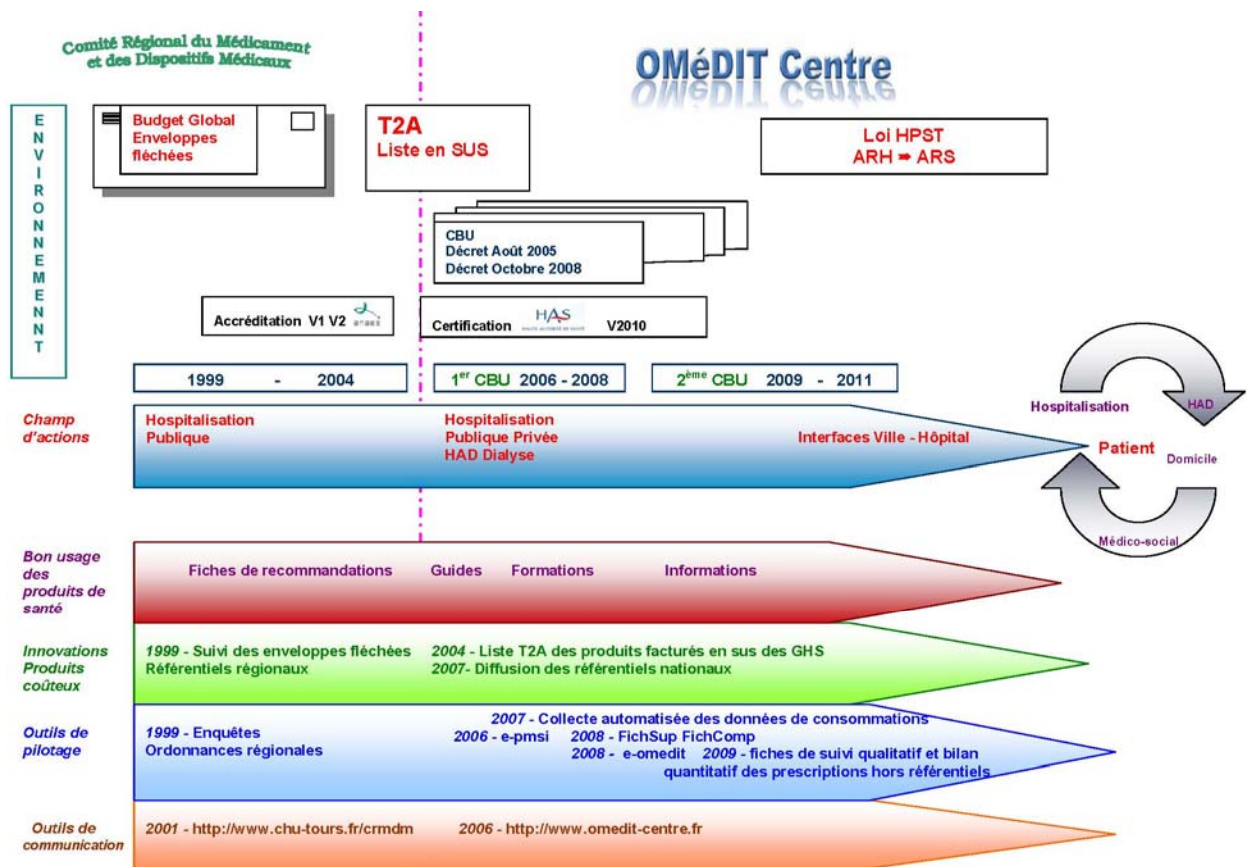 Comité Régional du Médicament
et des Dispositifs Médicaux
OMéDIT Centre
ENVIRONNEMENNT
Budget Global
Enveloppes
fléchées
T2A
Liste en SUS
Loi HPST
ARH ➨ ARS
CBU
Décret Août 2005
Décret Octobre 2008
Accréditation V1 V2
anaes
Certification
HAS
HAUTE AUTORITÉ DE SANTÉ
V2010
1999 - 2004
1er CBU 2006 - 2008
2ème CBU 2009 - 2011
Champ
d'actions
Hospitalisation
Publique
Hospitalisation
Publique Privée
HAD Dialyse
Interfaces Ville - Hôpital
Hospitalisation
HAD
Patient
Domicile
Médico-social
Bon usage
des
produits de
santé
Fiches de recommandations
Guides
Formations
Informations
Innovations
Produits
coûteux
1999 - Suivi des enveloppes fléchées
Référentiels régionaux
2004 - Liste T2A des produits facturés en sus des GHS
2007- Diffusion des référentiels nationaux
Outils de
pilotage
1999 - Enquêtes
Ordonnances régionales
2007 - Collecte automatisée des données de consommations
2006 - e-pmsi
2008 - FichSup FichComp
2008 - e-omedit
2009 - fiches de suivi qualitatif et bilan
quantitatif des prescriptions hors référentiels
Outils de
communication
2001 - http://www.chu-tours.fr/crmdm
2006 - http://www.omedit-centre.fr